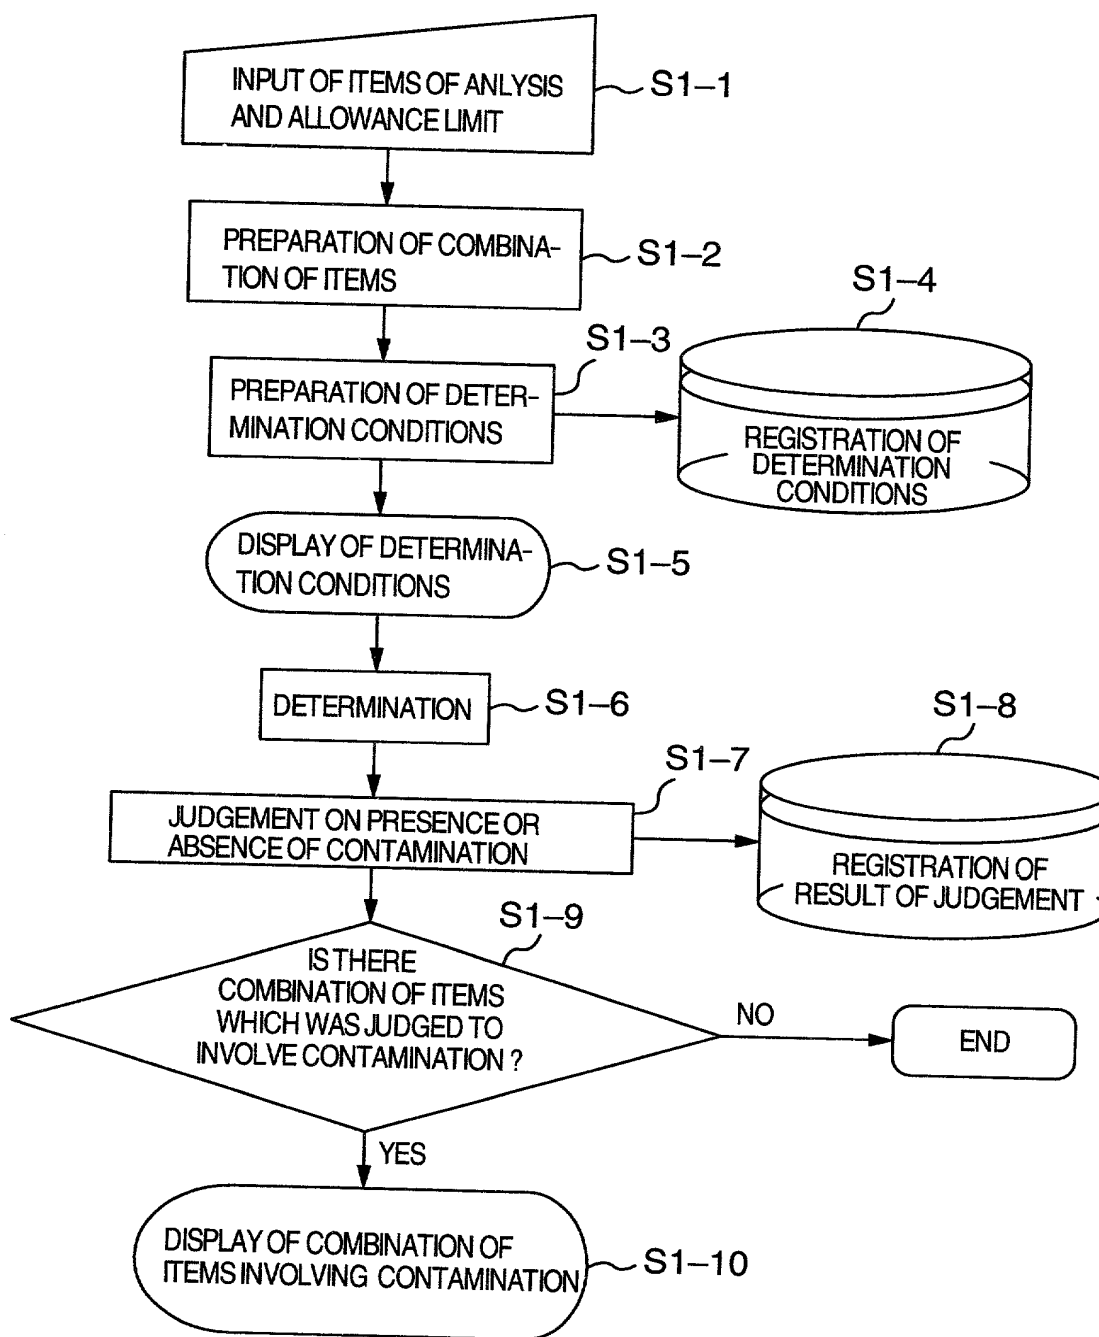 INPUT OF ITEMS OF ANLYSIS
AND ALLOWANCE LIMIT
S1-1
PREPARATION OF COMBINA-
TION OF ITEMS
S1-2
S1-3
PREPARATION OF DETER-
MINATION CONDITIONS
S1-4
REGISTRATION OF
DETERMINATION
CONDITIONS
DISPLAY OF DETERMINA-
TION CONDITIONS
S1-5
DETERMINATION
S1-6
S1-7
JUDGEMENT ON PRESENCE OR
ABSENCE OF CONTAMINATION
S1-8
REGISTRATION OF
RESULT OF JUDGEMENT
S1-9
IS THERE
COMBINATION OF ITEMS
WHICH WAS JUDGED TO
INVOLVE CONTAMINATION ?
NO
END
YES
DISPLAY OF COMBINATION OF
ITEMS INVOLVING CONTAMINATION
S1-10